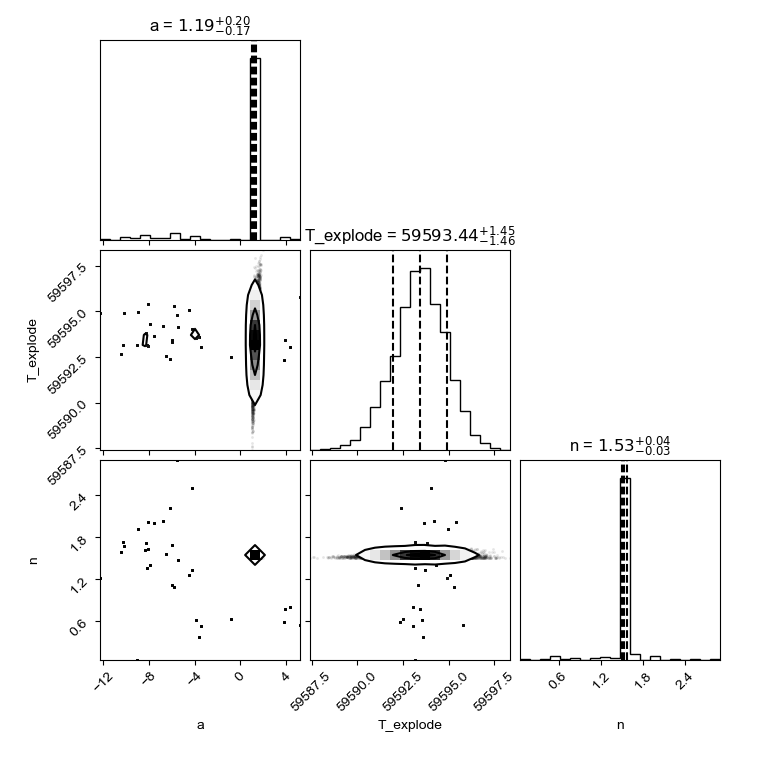 a = 1.19+0.20−0.17
T_explode = 59593.44+1.45−1.46
T_explode
59597.5
59595.0
59592.5
59590.0
59587.5
n = 1.53+0.04−0.03
n
2.4
1.8
1.2
0.6
−12 −8 −4 0 4
59587.5 59590.0 59592.5 59595.0 59597.5
0.6 1.2 1.8 2.4
a T_explode n